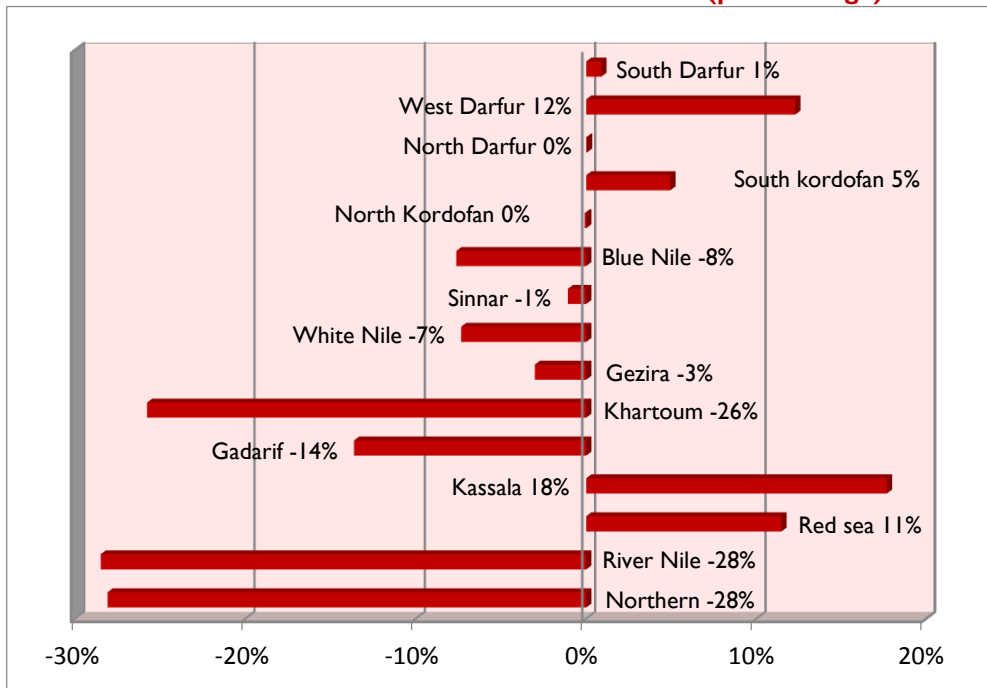 South Darfur 1%
West Darfur 12%
North Darfur 0%
South kordofan 5%
North Kordofan 0%
Blue Nile -8%
Sinnar -1%
White Nile -7%
Gezira -3%
Khartoum -26%
Gadarif -14%
Kassala 18%
Red sea 11%
River Nile -28%
Northern -28%
-30% -20% -10% 0% 10% 20%